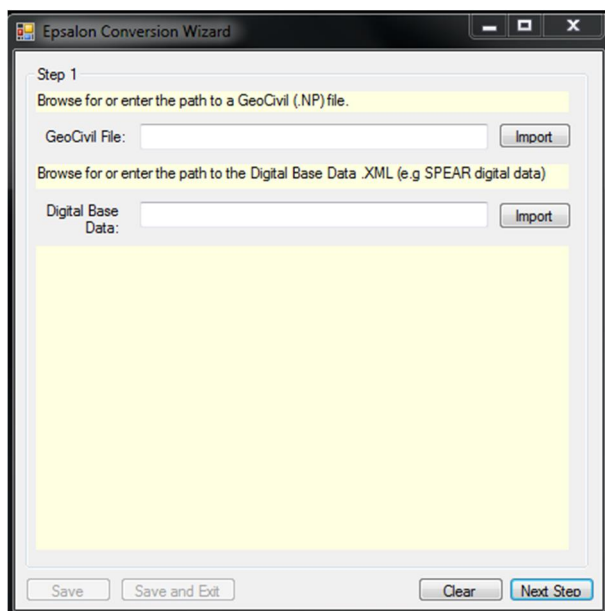 Epsalon Conversion Wizard
Step 1
Browse for or enter the path to a GeoCivil (.NP) file.
GeoCivil File:
Import
Browse for or enter the path to the Digital Base Data .XML (e.g SPEAR digital data)
Digital Base
Data:
Import
Save
Save and Exit
Clear
Next Step